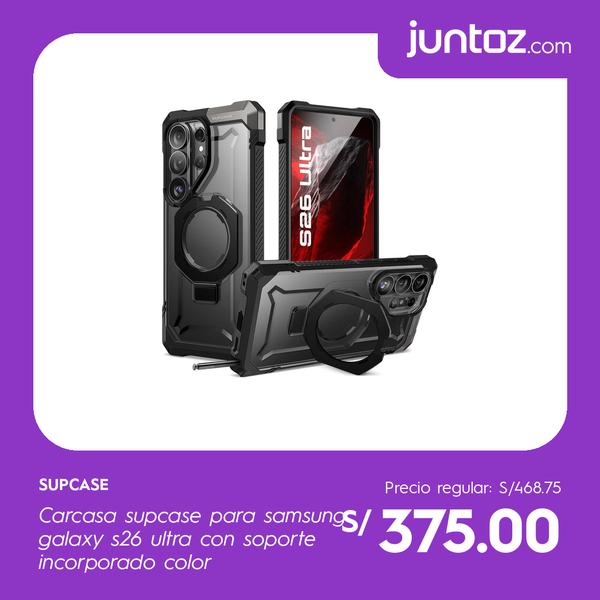 juntoz.com
S26 Ultra
SUPCASE
Carcasa supcase para samsung
galaxy s26 ultra con soporte
incorporado color
Precio regular: S/468.75
S/ 375.00